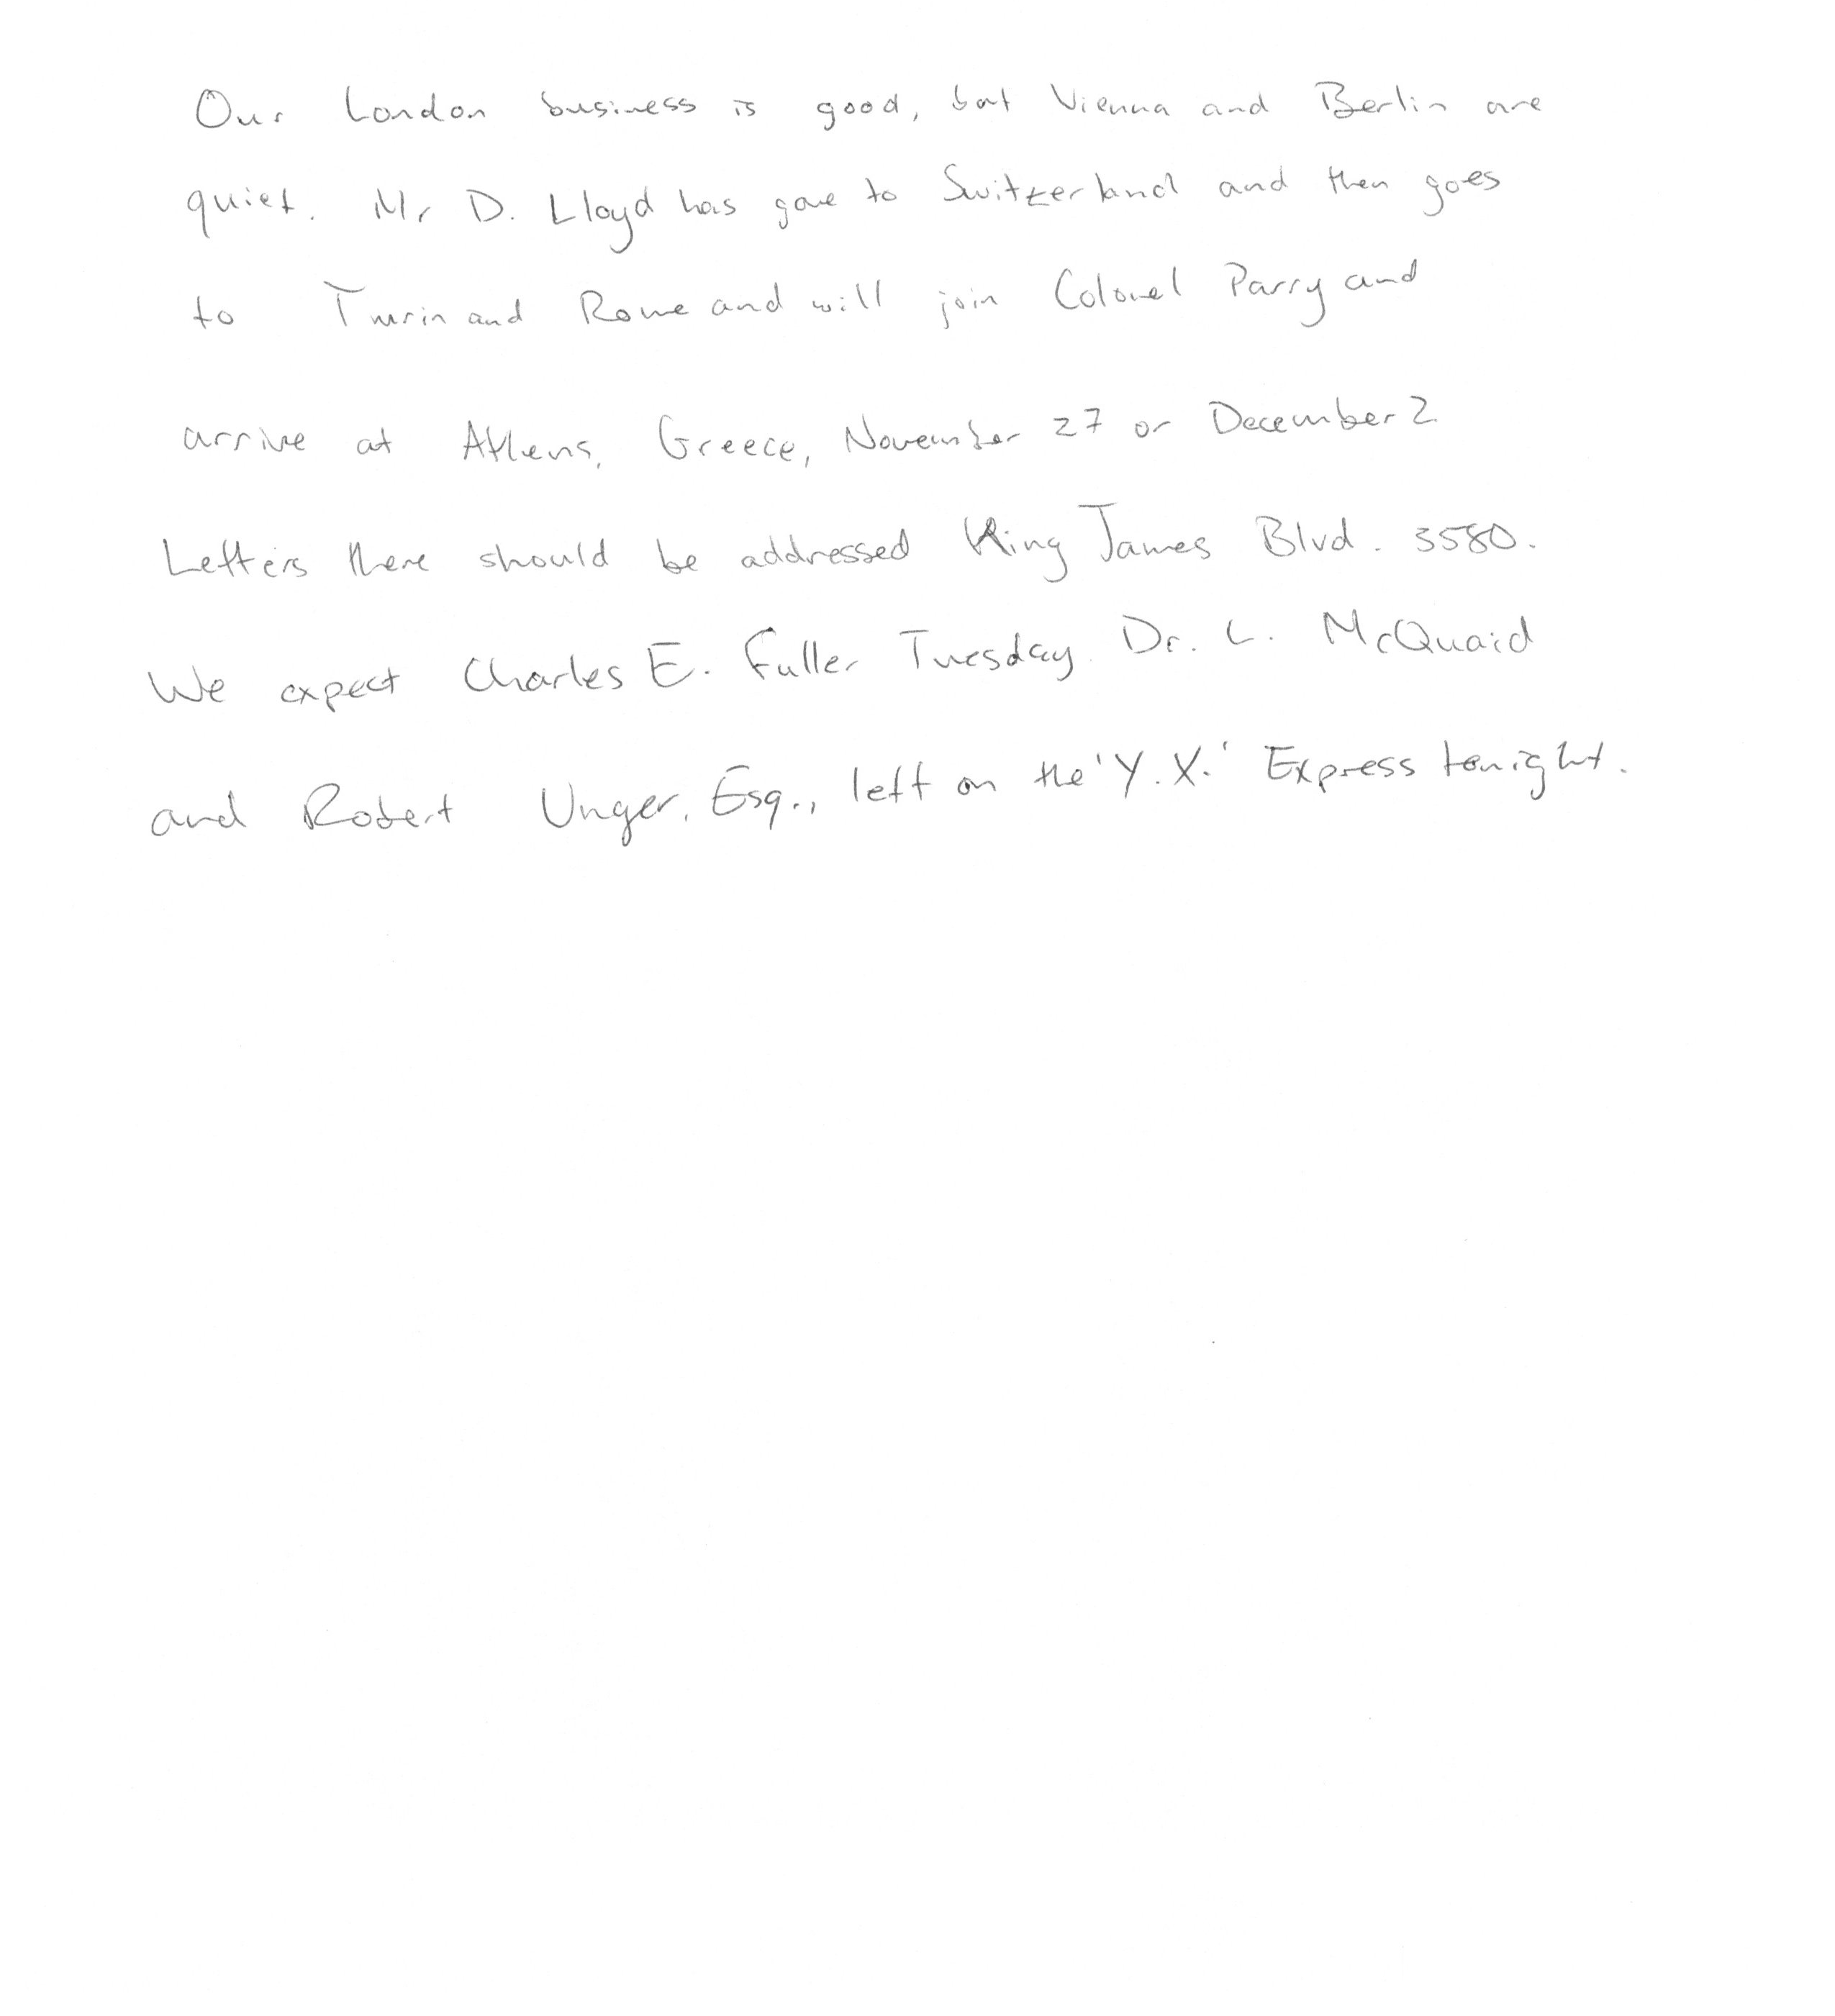 Our London business is good, but Vienna and Berlin are
quiet. Mr D. Lloyd has gone to Switzerland and then goes
to Turin and Rome and will join Colonel Parry and
arrive at Athens, Greece, November 27 or December 2.
Letters there should be addressed King James Blvd. 3580.
We expect Charles E. Fuller Tuesday. Dr. L. McQuaid
and Robert Unger, Esq., left on the 'Y.X.' Express tonight.